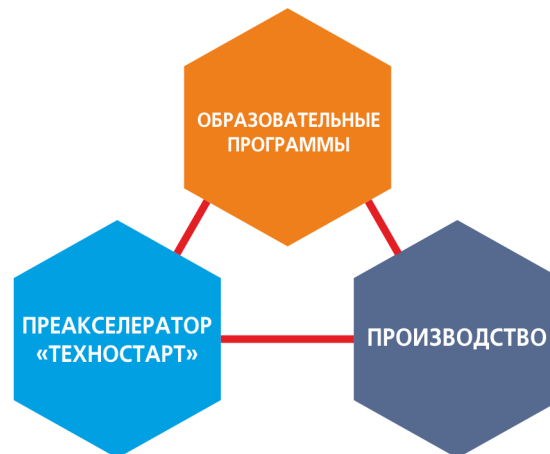 ОБРАЗОВАТЕЛЬНЫЕ
ПРОГРАММЫ
ПРЕАКСЕЛЕРАТОР
«ТЕХНОСТАРТ»
ПРОИЗВОДСТВО